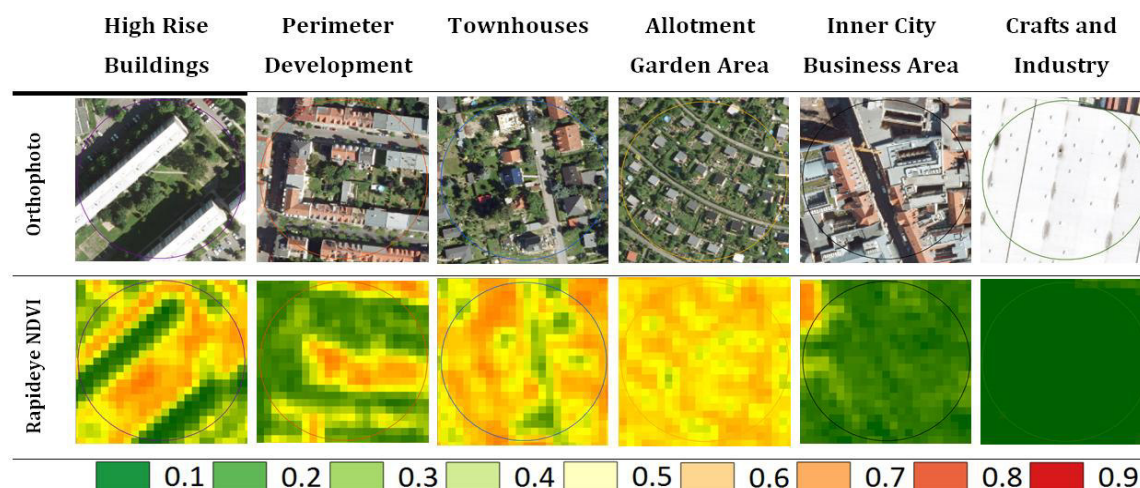 High Rise Buildings
Perimeter Development
Townhouses
Allotment Garden Area
Inner City Business Area
Crafts and Industry
Orthophoto
Rapideye NDVI
0.1 0.2 0.3 0.4 0.5 0.6 0.7 0.8 0.9